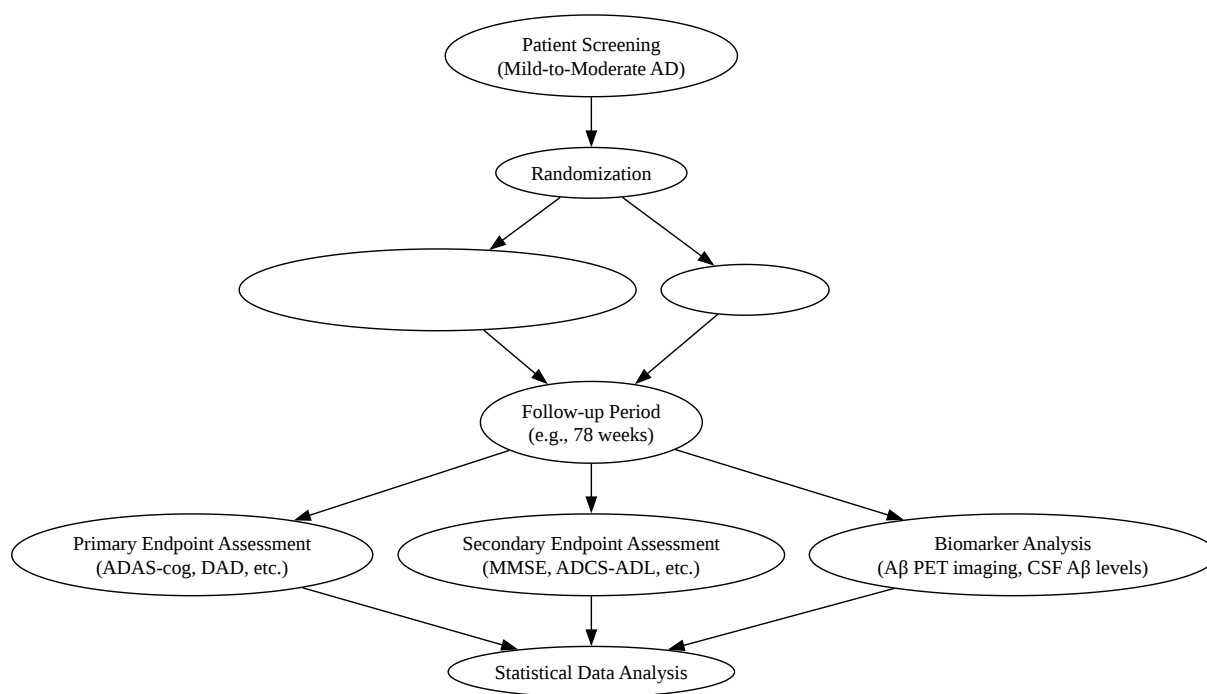 Patient Screening
(Mild-to-Moderate AD)
Randomization
Follow-up Period
(e.g., 78 weeks)
Primary Endpoint Assessment
(ADAS-cog, DAD, etc.)
Secondary Endpoint Assessment
(MMSE, ADCS-ADL, etc.)
Biomarker Analysis
(Aβ PET imaging, CSF Aβ levels)
Statistical Data Analysis